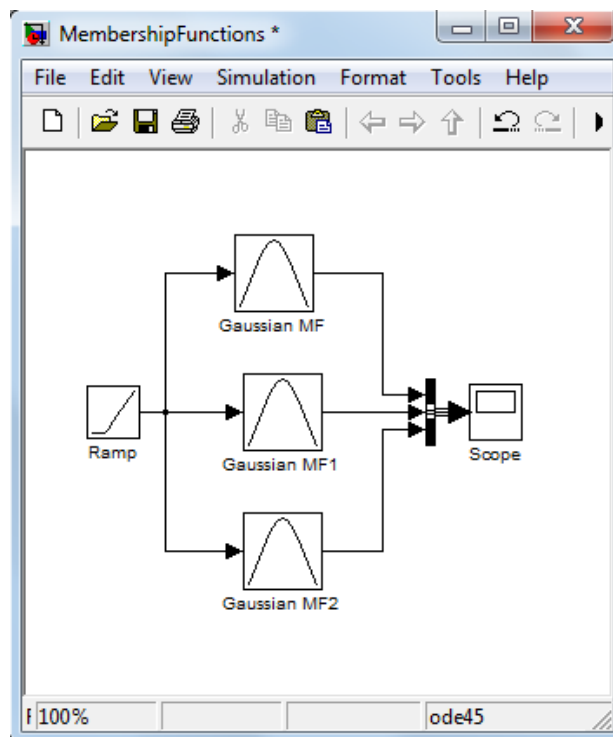 MembershipFunctions *
File Edit View Simulation Format Tools Help
Gaussian MF
Ramp
Gaussian MF1
Scope
Gaussian MF2
100%
ode45